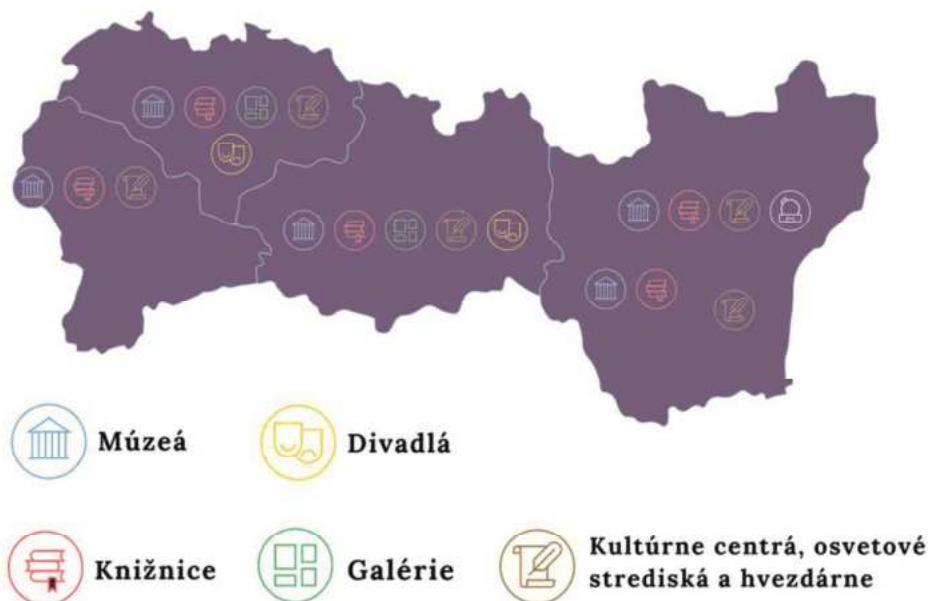 Múzeá
Divadlá
Knižnice
Galérie
Kultúrne centrá, osvetové
strediská a hvezdárne